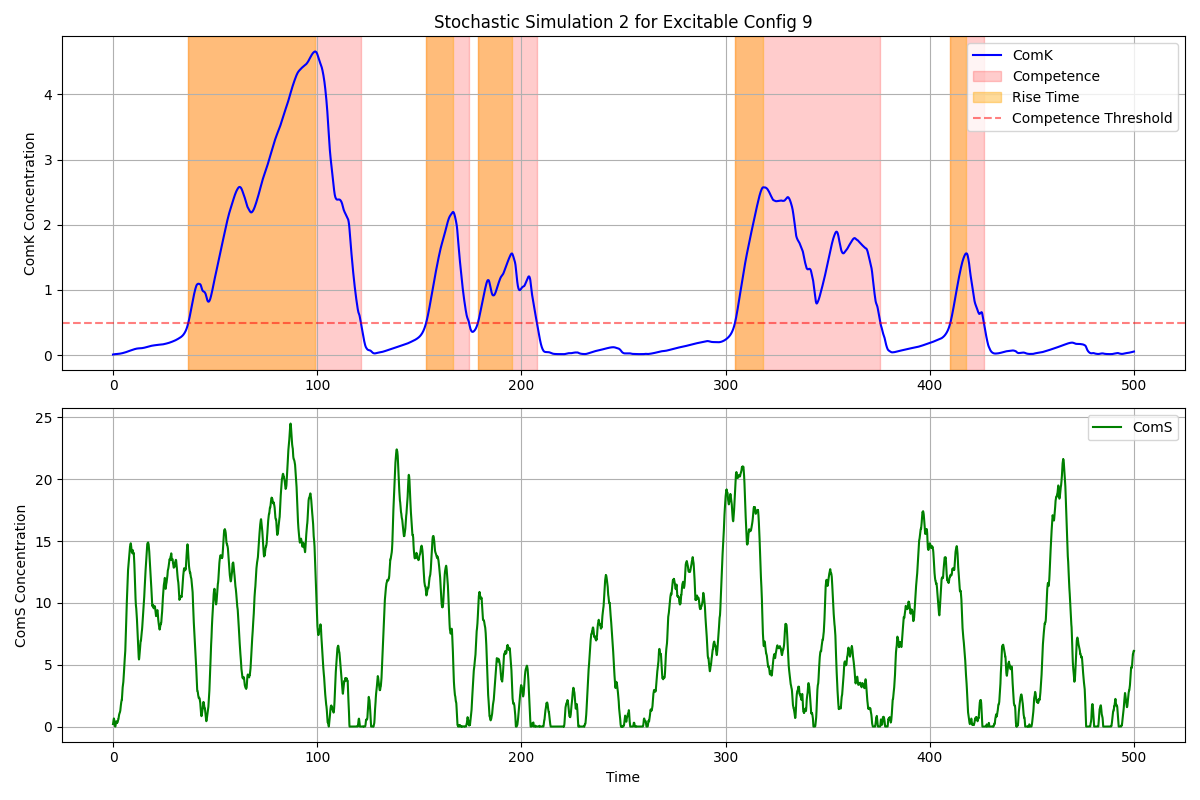 Stochastic Simulation 2 for Excitable Config 9
ComK Concentration
4
3
2
1
0
ComK
Competence
Rise Time
Competence Threshold
0 100 200 300 400 500
ComS Concentration
25
20
15
10
5
0
ComS
0 100 200 300 400 500
Time